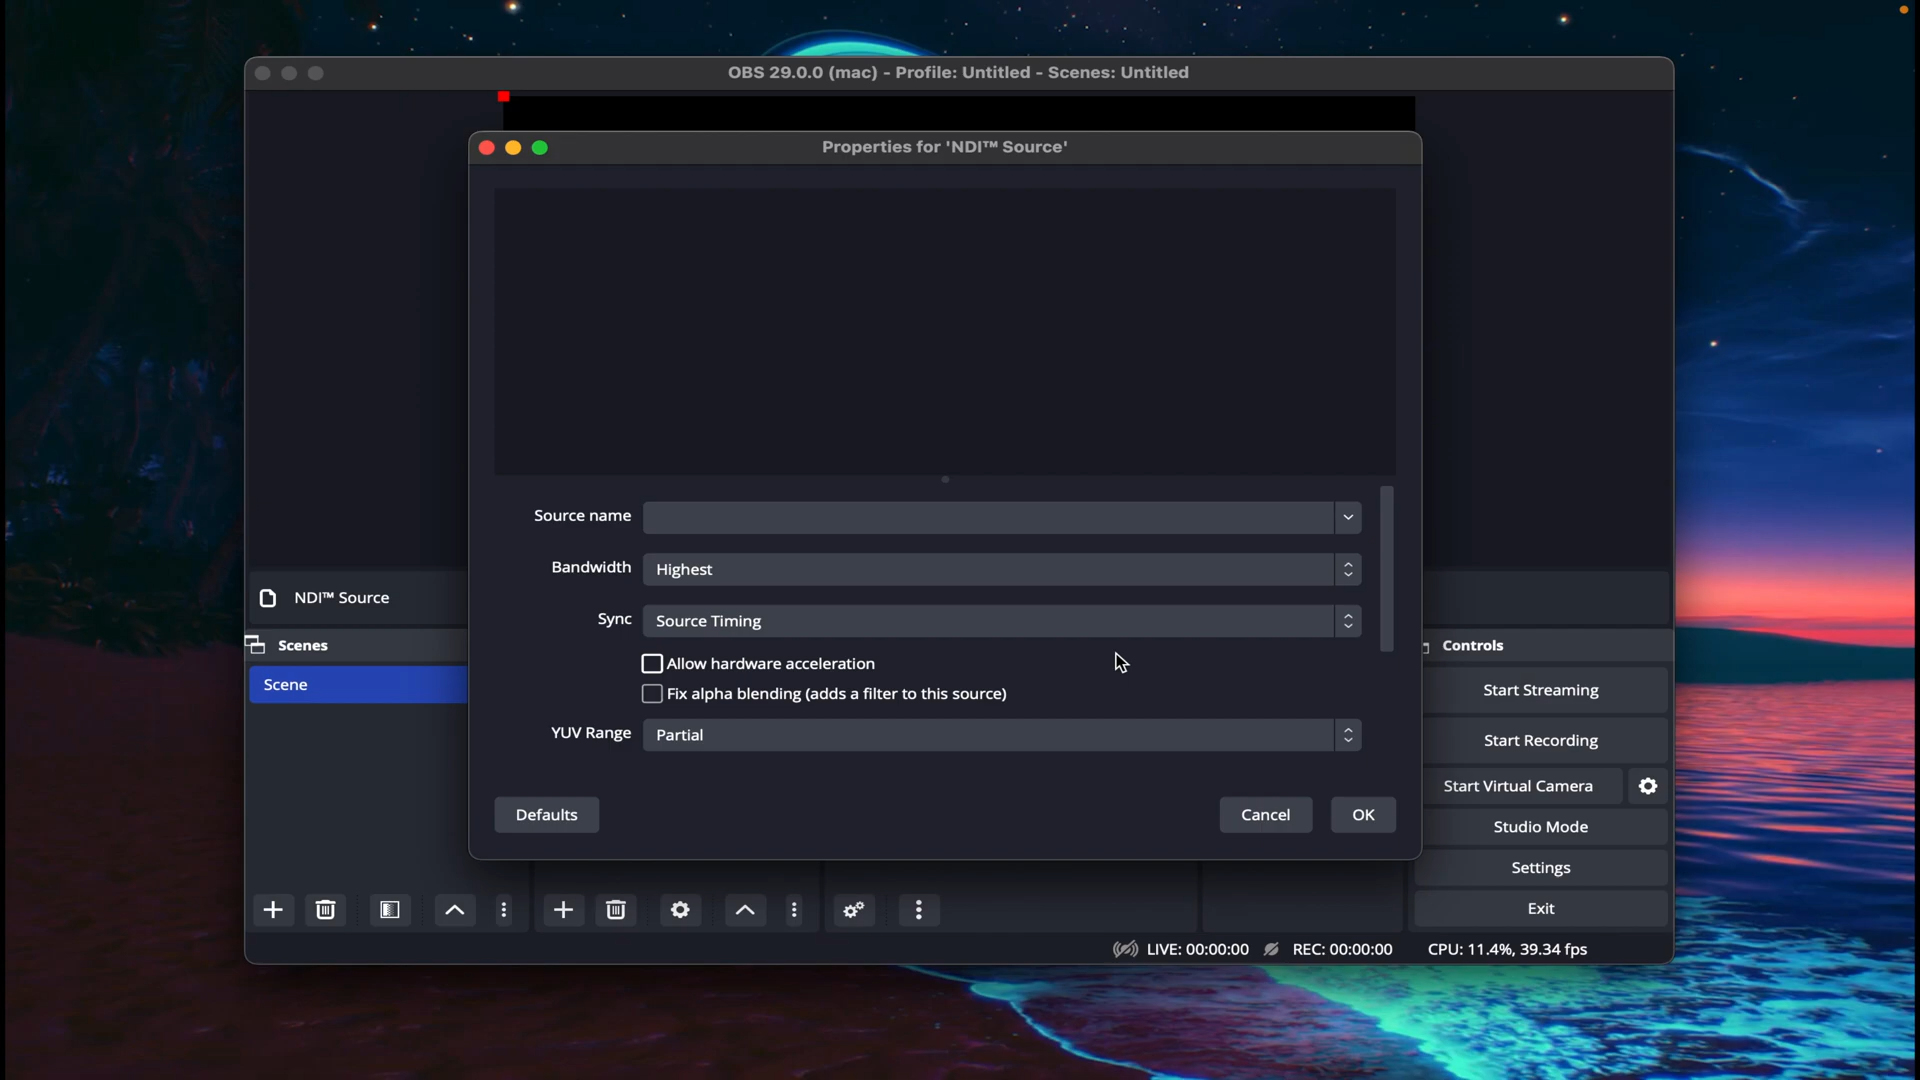 OBS 29.0.0 (mac) - Profile: Untitled - Scenes: Untitled
Properties for 'NDI™ Source'
Source name
Bandwidth
Highest
Sync
Source Timing
Allow hardware acceleration
Fix alpha blending (adds a filter to this source)
YUV Range
Partial
Defaults
Cancel
OK
NDI™ Source
Scenes
Scene
Controls
Start Streaming
Start Recording
Start Virtual Camera
Studio Mode
Settings
Exit
LIVE: 00:00:00
REC: 00:00:00
CPU: 11.4%, 39.34 fps